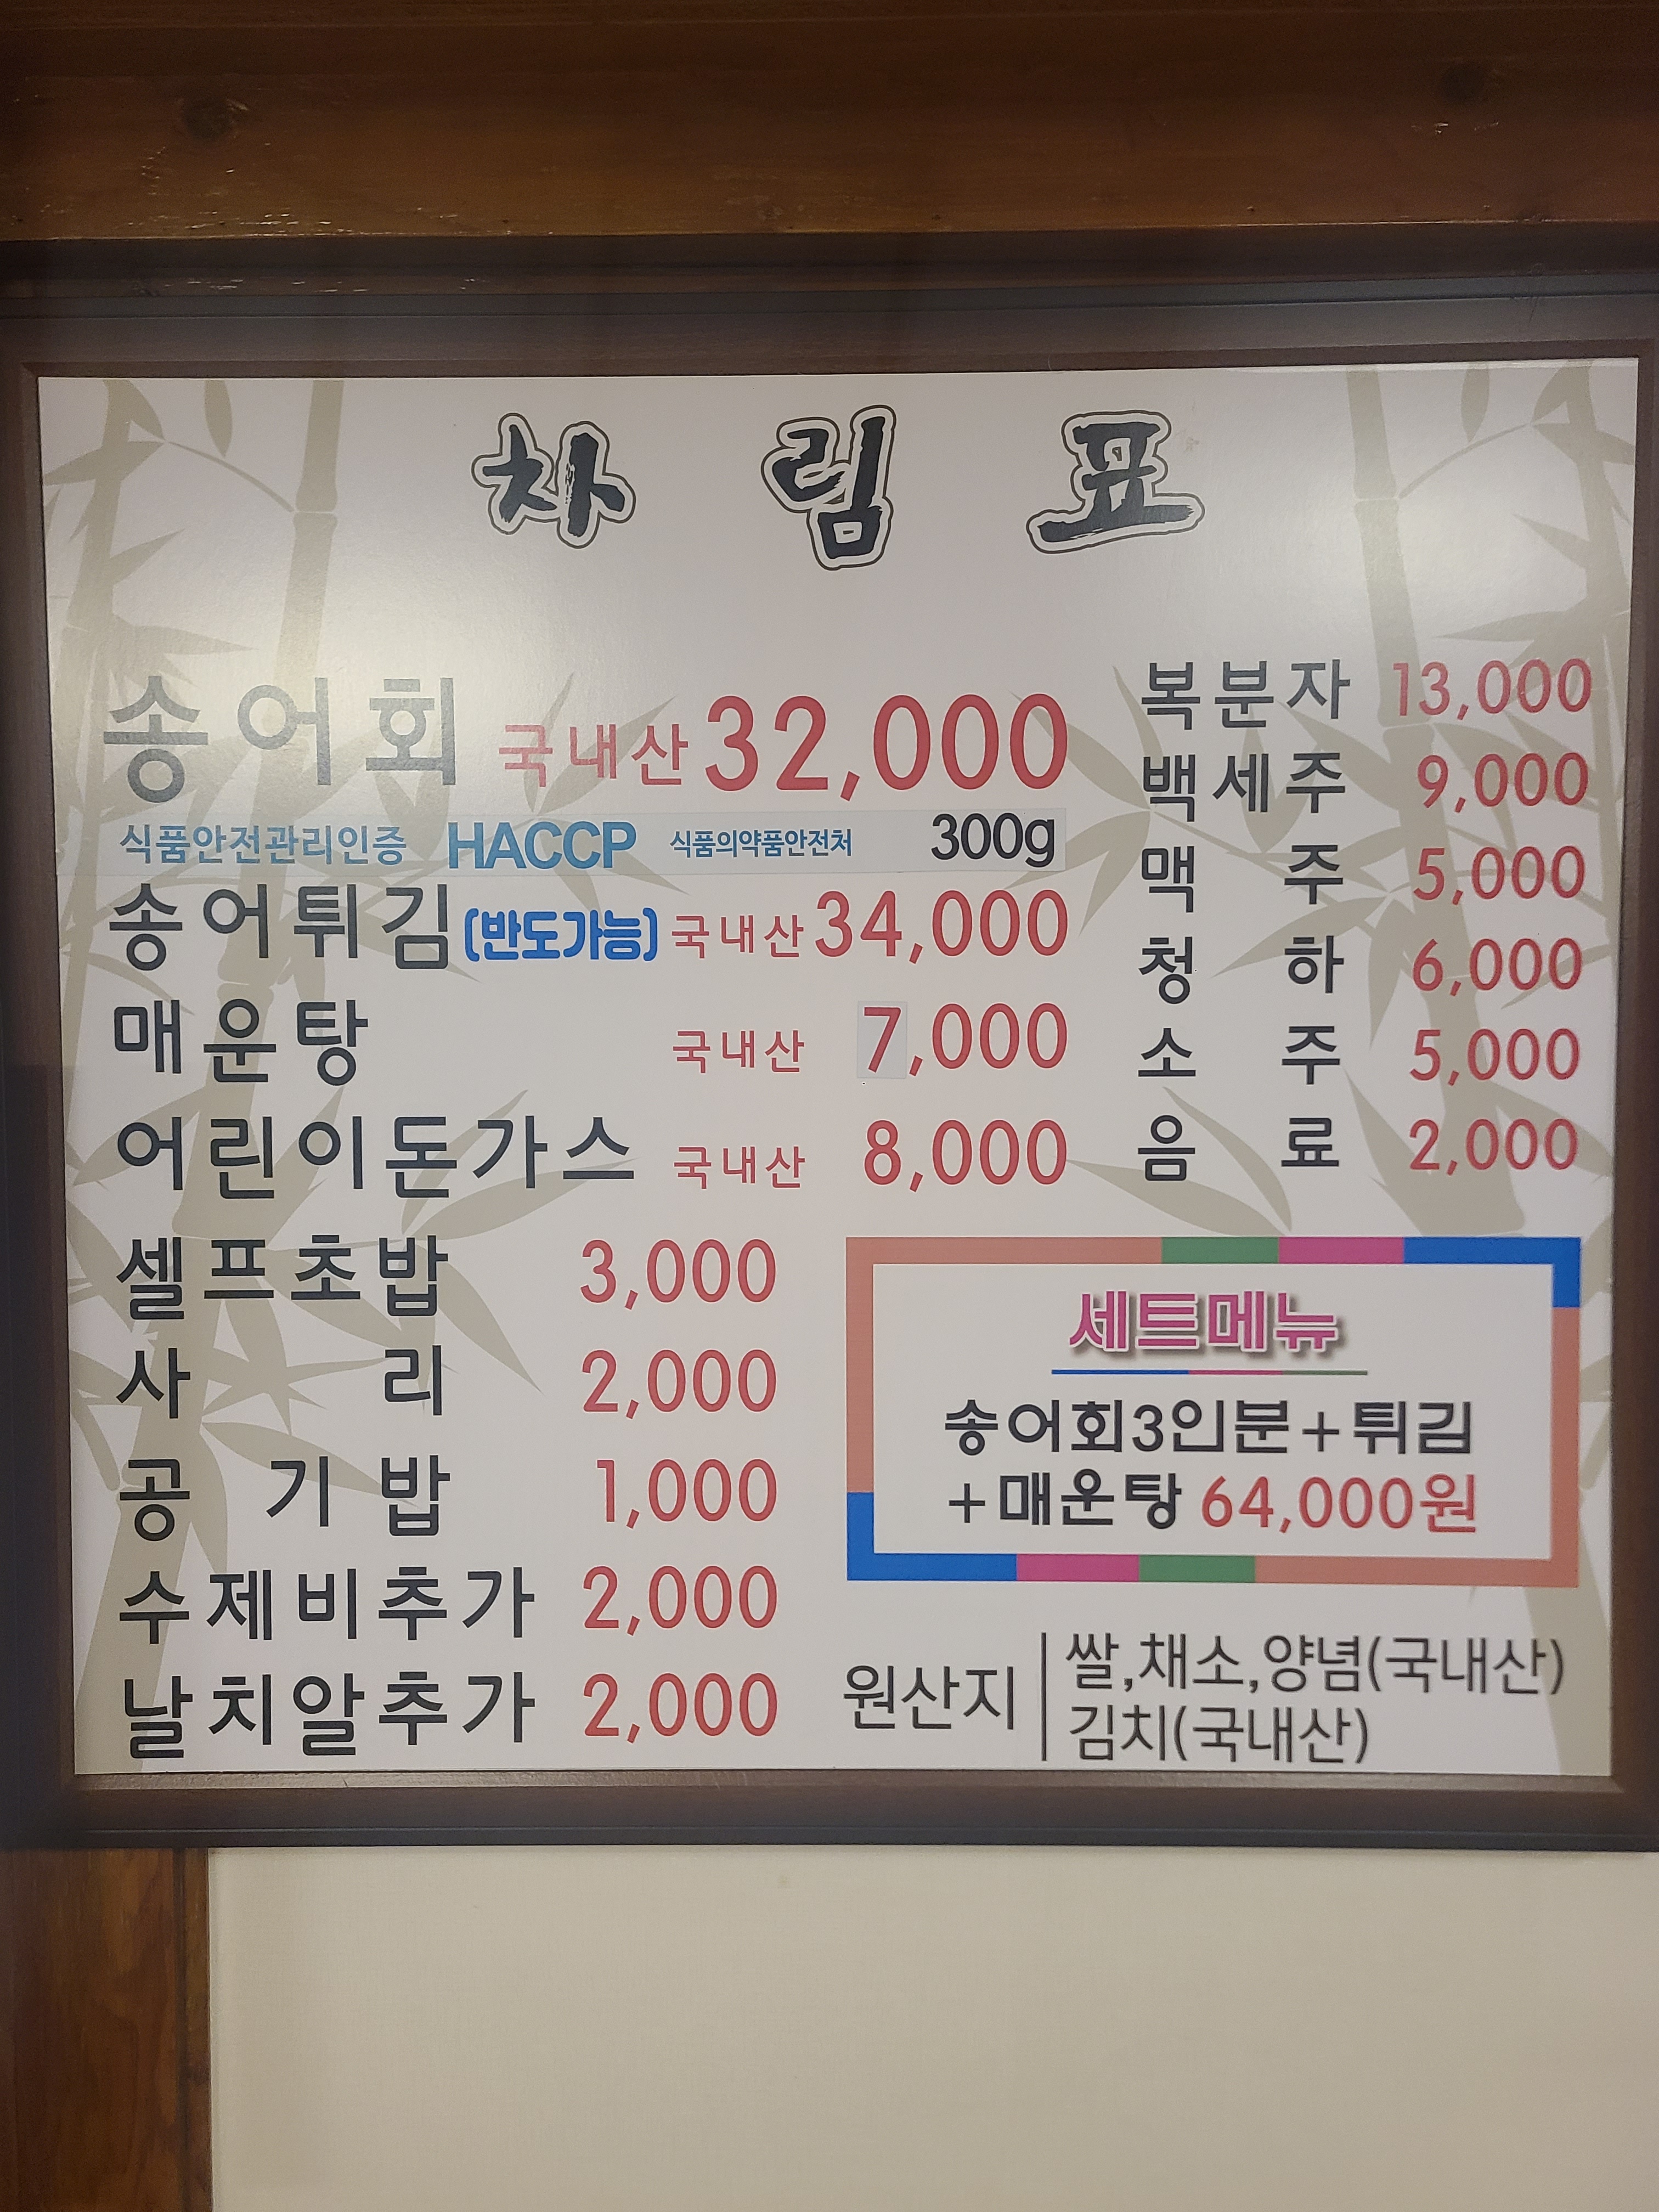 차림표
송어회 국내산 32,000
식품안전관리인증 HACCP 식품의약품안전처 300g
송어튀김(반도가능) 국내산 34,000
매운탕 국내산 7,000
어린이돈가스 국내산 8,000
셀프초밥 3,000
사리 2,000
공기밥 1,000
수제비추가 2,000
날치알추가 2,000
복분자 13,000
백세주 9,000
맥주 5,000
청하 6,000
소주 5,000
음료 2,000
세트메뉴
송어회3인분+튀김
+매운탕 64,000원
원산지
쌀,채소,양념(국내산)
김치(국내산)